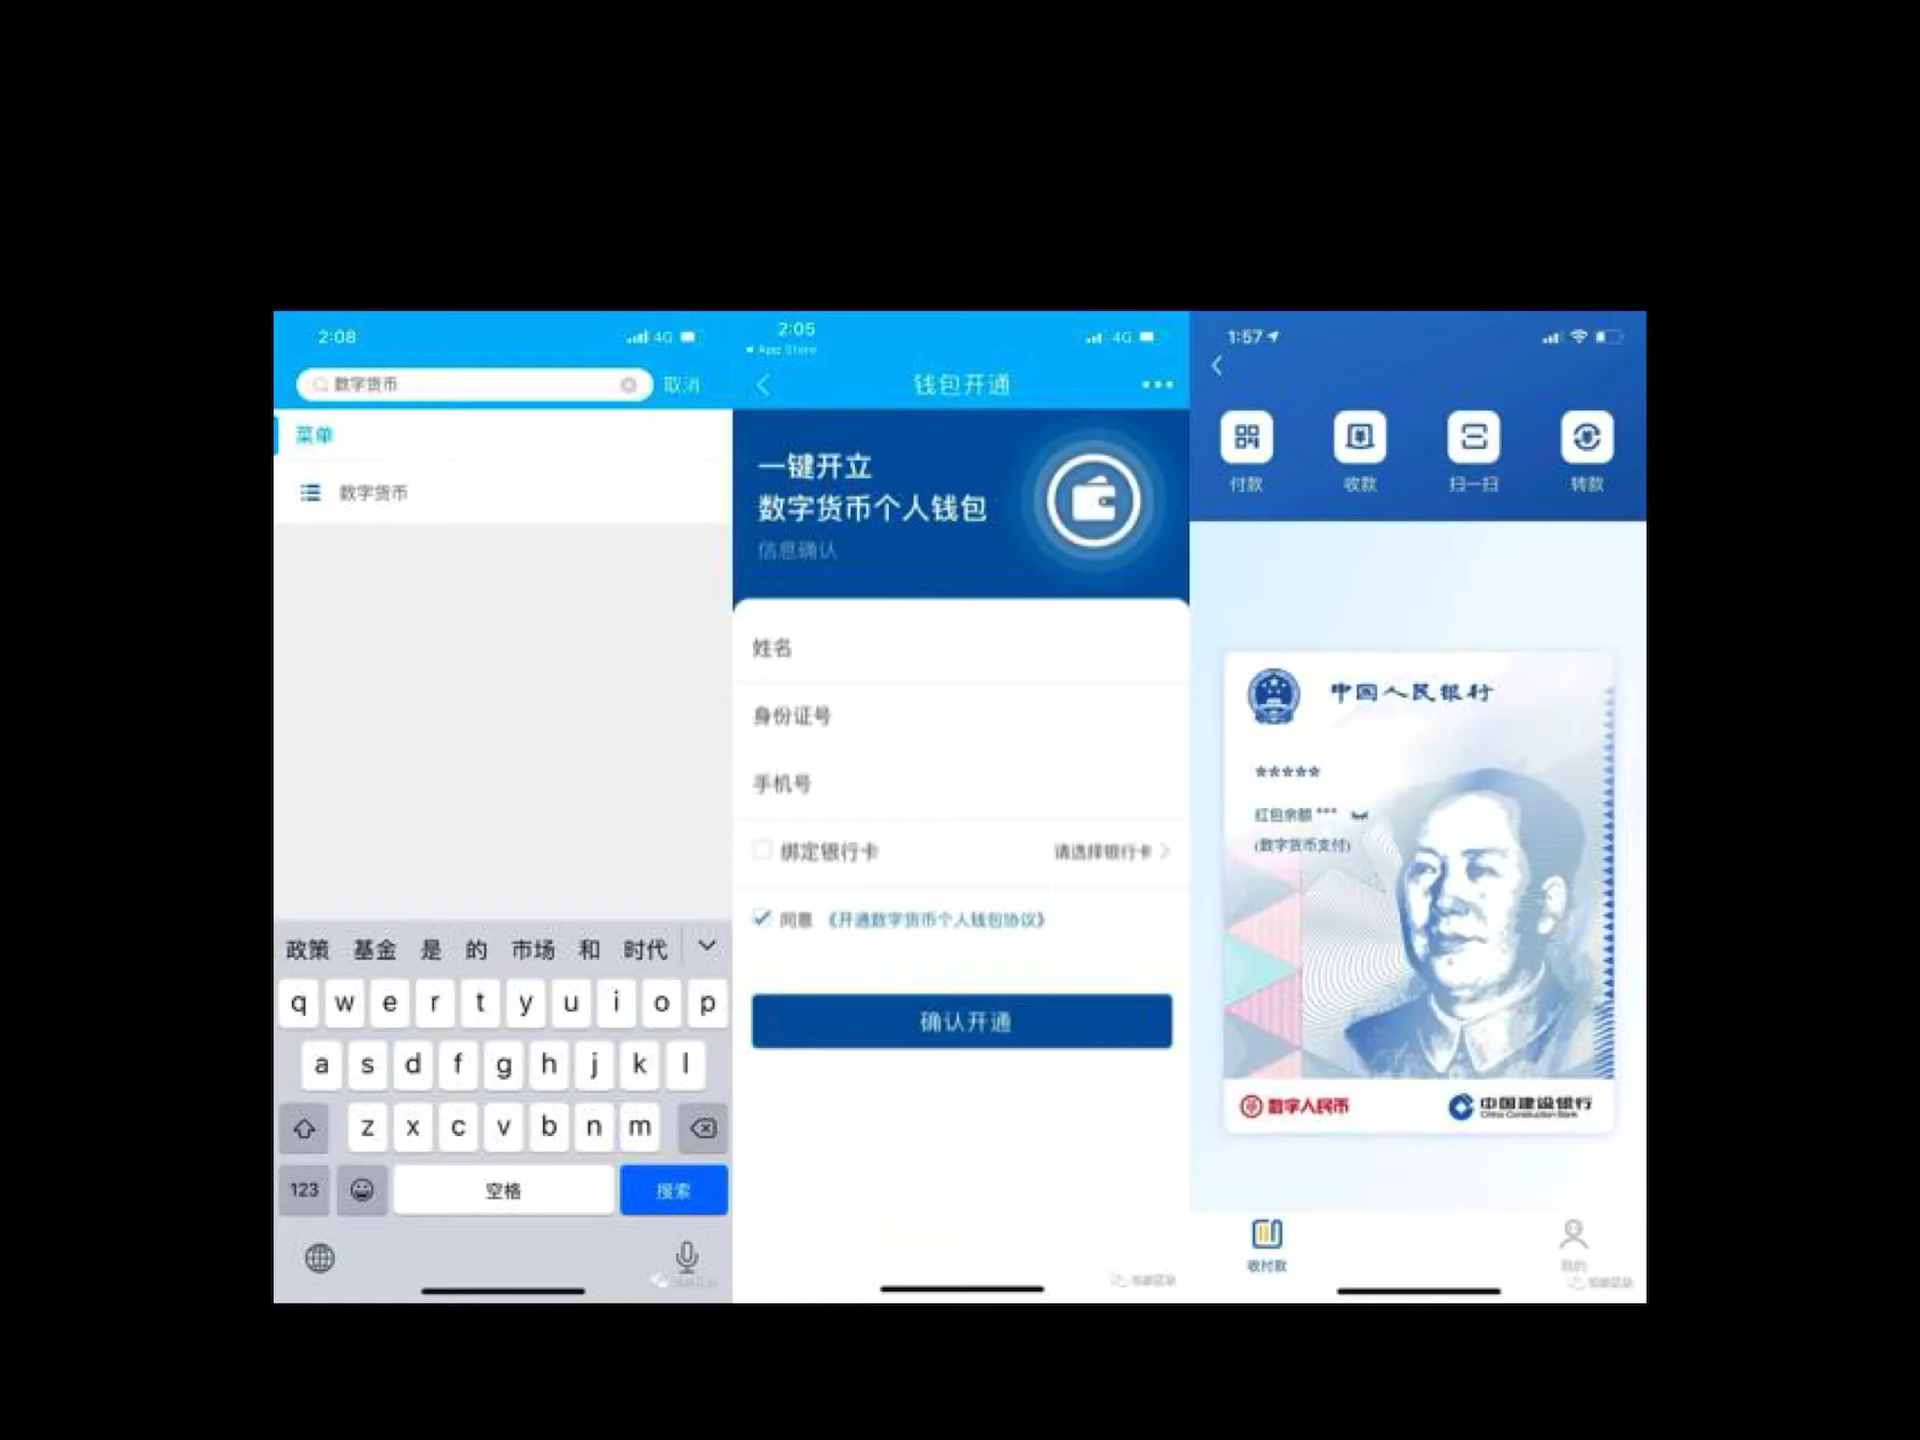 2:08
4G
数字货币
取消
菜单
数字货币
政策 基金 是 的 市场 和 时代
q w e r t y u i o p
a s d f g h j k l
z x c v b n m
123
空格
搜索
2:05
App Store
4G
钱包开通
一键开立
数字货币个人钱包
信息确认
姓名
身份证号
手机号
绑定银行卡
请选择银行卡
同意《开通数字货币个人钱包协议》
确认开通
1:57
付款 收款 扫一扫 转款
中国人民银行
*****
红包余额 ***
(数字货币支付)
数字人民币
中国建设银行
China Construction Bank
收付款
我的